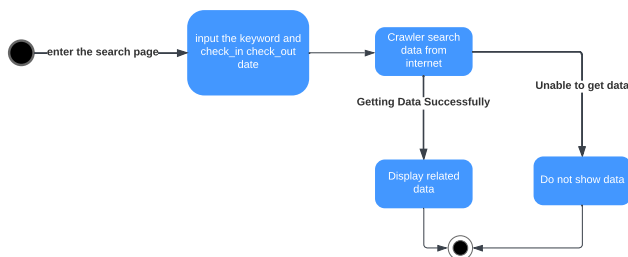 enter the search page
input the keyword and
check_in check_out
date
Crawler search
data from
internet
Getting Data Successfully
Unable to get data
Display related
data
Do not show data